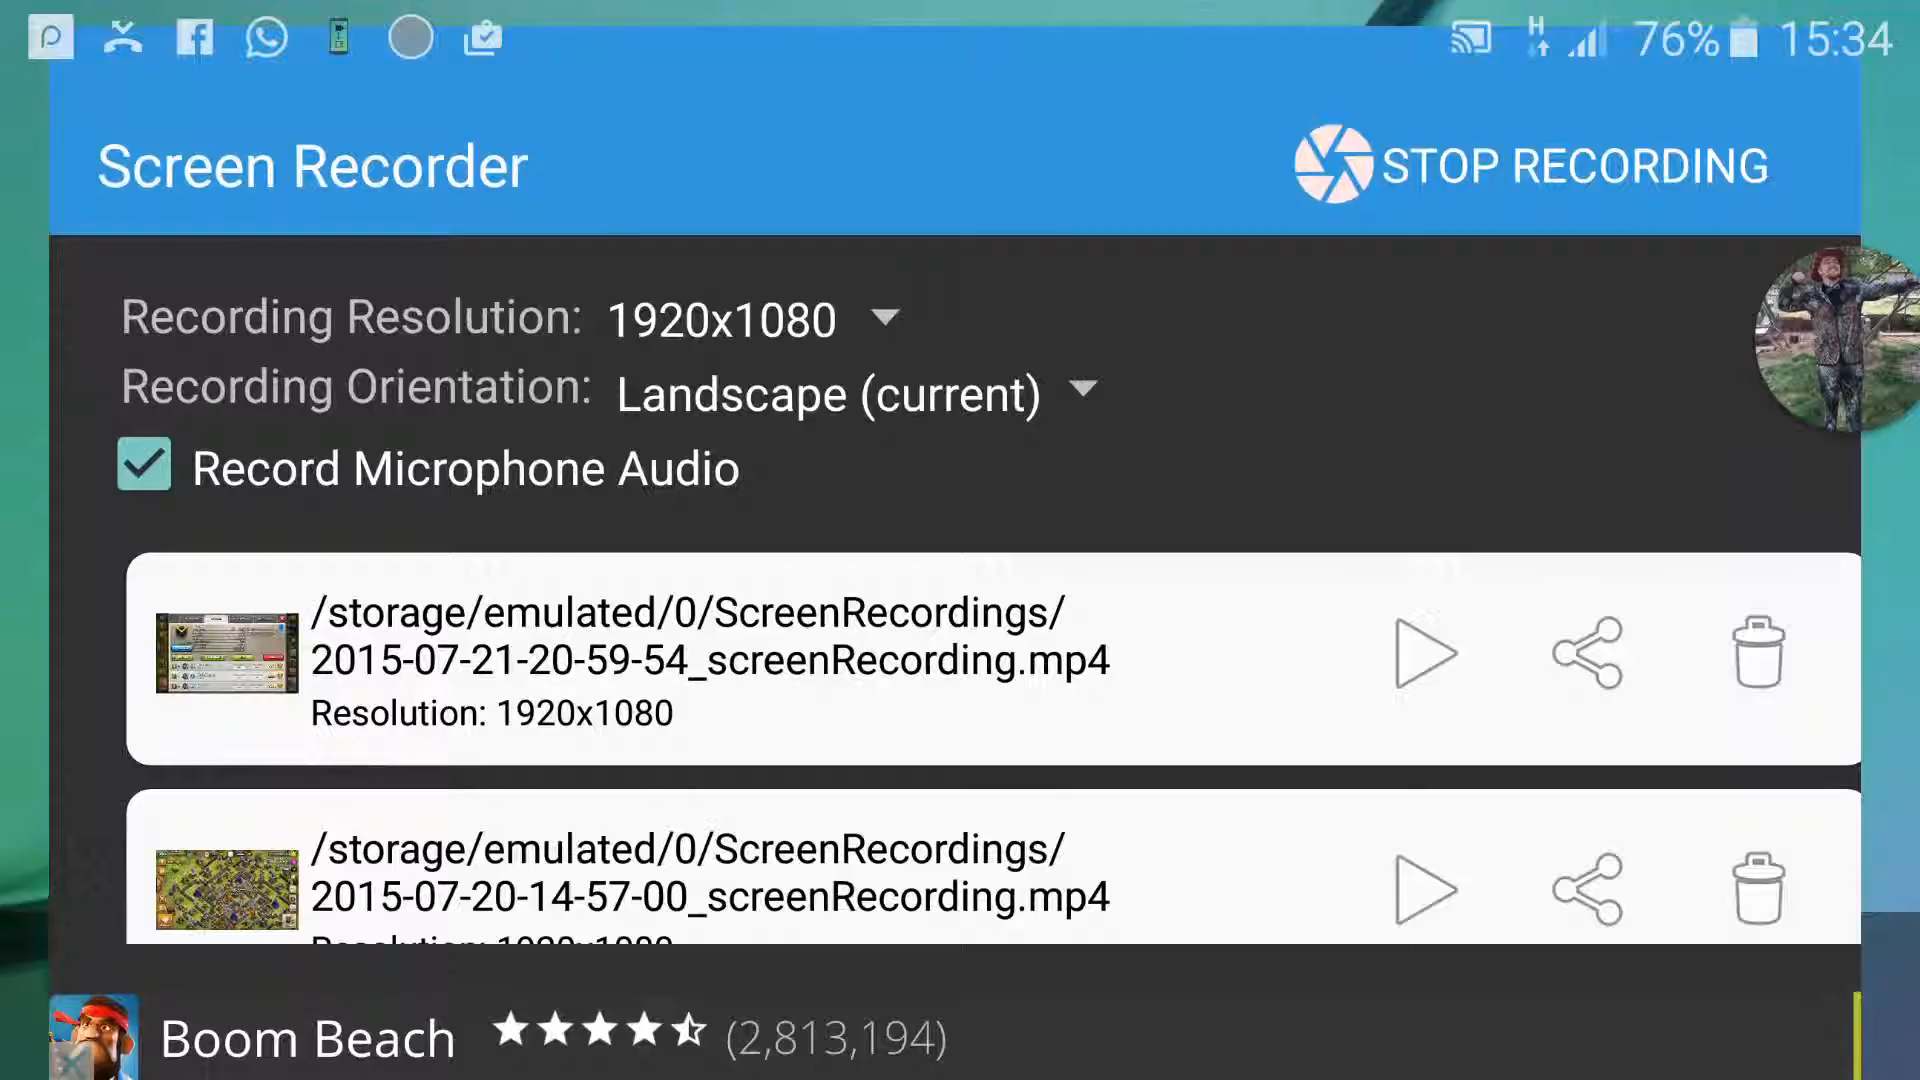 H 76% 15:34
Screen Recorder STOP RECORDING
Recording Resolution: 1920x1080
Recording Orientation: Landscape (current)
Record Microphone Audio
/storage/emulated/0/ScreenRecordings/
2015-07-21-20-59-54_screenRecording.mp4
Resolution: 1920x1080
/storage/emulated/0/ScreenRecordings/
2015-07-20-14-57-00_screenRecording.mp4
Resolution: 1920x1080
Boom Beach (2,813,194)